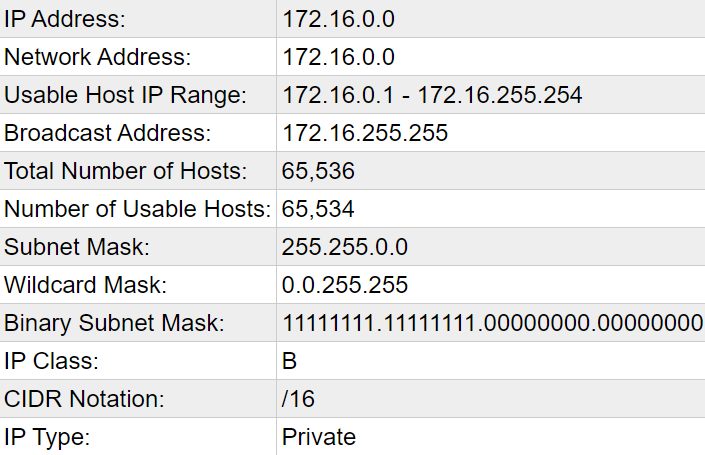 IP Address: 172.16.0.0
Network Address: 172.16.0.0
Usable Host IP Range: 172.16.0.1 - 172.16.255.254
Broadcast Address: 172.16.255.255
Total Number of Hosts: 65,536
Number of Usable Hosts: 65,534
Subnet Mask: 255.255.0.0
Wildcard Mask: 0.0.255.255
Binary Subnet Mask: 11111111.11111111.00000000.00000000
IP Class: B
CIDR Notation: /16
IP Type: Private